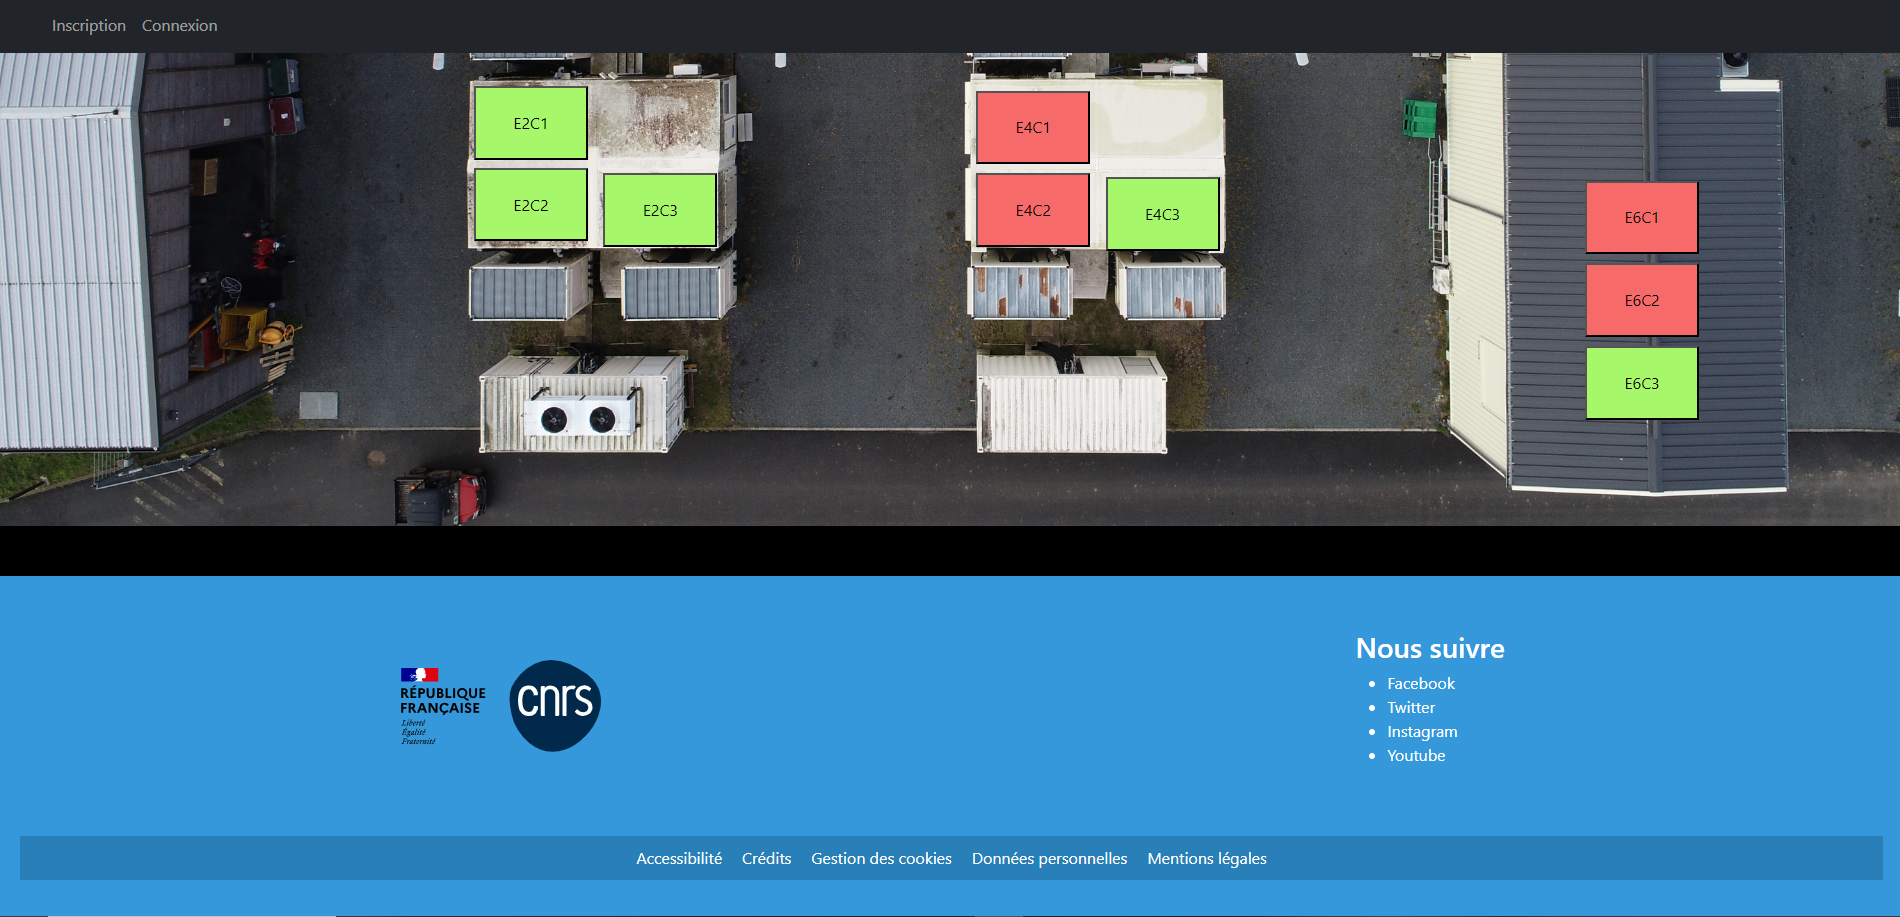 Inscription Connexion
E2C1
E4C1
E2C2
E2C3
E4C2
E4C3
E6C1
E6C2
E6C3
Nous suivre
Facebook
Twitter
Instagram
Youtube
RÉPUBLIQUE
FRANÇAISE
Liberté
Égalité
Fraternité
cnrs
Accessibilité Crédits Gestion des cookies Données personnelles Mentions légales